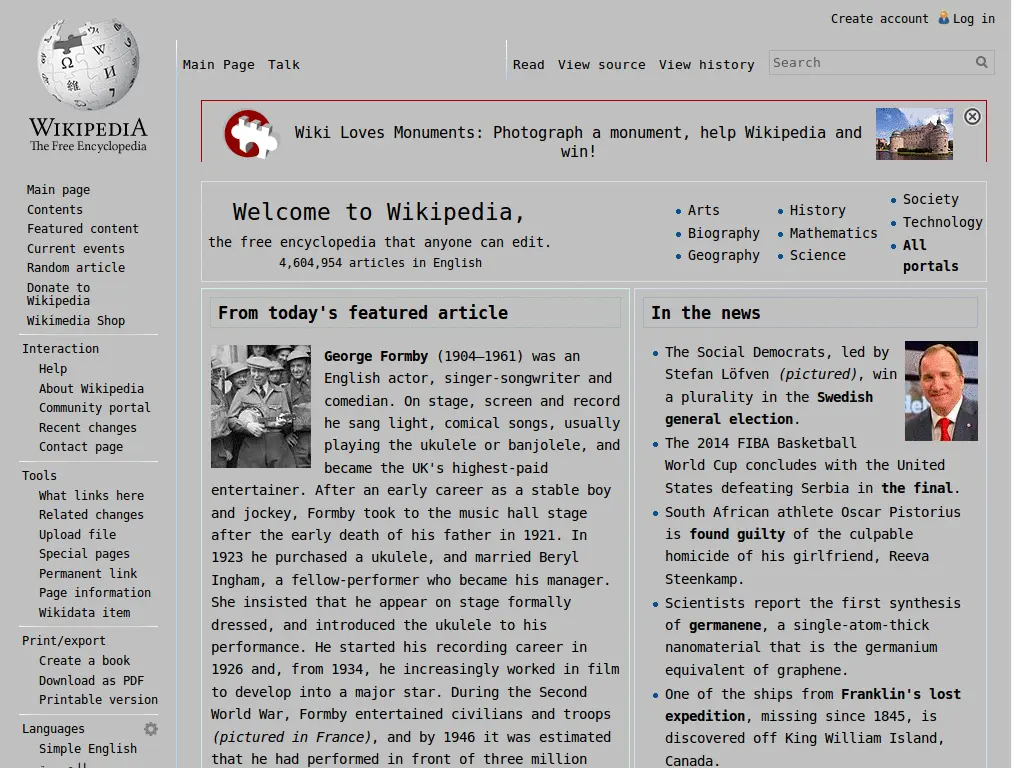 Create account Log in
WIKIPEDIA
The Free Encyclopedia
Main Page Talk
Read View source View history Search
Wiki Loves Monuments: Photograph a monument, help Wikipedia and
win!
Main page
Contents
Featured content
Current events
Random article
Donate to
Wikipedia
Wikimedia Shop
Interaction
Help
About Wikipedia
Community portal
Recent changes
Contact page
Tools
What links here
Related changes
Upload file
Special pages
Permanent link
Page information
Wikidata item
Print/export
Create a book
Download as PDF
Printable version
Languages
Simple English
Welcome to Wikipedia,
the free encyclopedia that anyone can edit.
4,604,954 articles in English
Arts
Biography
Geography
History
Mathematics
Science
Society
Technology
All
portals
From today's featured article
George Formby (1904–1961) was an
English actor, singer-songwriter and
comedian. On stage, screen and record
he sang light, comical songs, usually
playing the ukulele or banjolele, and
became the UK's highest-paid
entertainer. After an early career as a stable boy
and jockey, Formby took to the music hall stage
after the early death of his father in 1921. In
1923 he purchased a ukulele, and married Beryl
Ingham, a fellow-performer who became his manager.
She insisted that he appear on stage formally
dressed, and introduced the ukulele to his
performance. He started his recording career in
1926 and, from 1934, he increasingly worked in film
to develop into a major star. During the Second
World War, Formby entertained civilians and troops
(pictured in France), and by 1946 it was estimated
that he had performed in front of three million
In the news
The Social Democrats, led by
Stefan Löfven (pictured), win
a plurality in the Swedish
general election.
The 2014 FIBA Basketball
World Cup concludes with the United
States defeating Serbia in the final.
South African athlete Oscar Pistorius
is found guilty of the culpable
homicide of his girlfriend, Reeva
Steenkamp.
Scientists report the first synthesis
of germanene, a single-atom-thick
nanomaterial that is the germanium
equivalent of graphene.
One of the ships from Franklin's lost
expedition, missing since 1845, is
discovered off King William Island,
Canada.